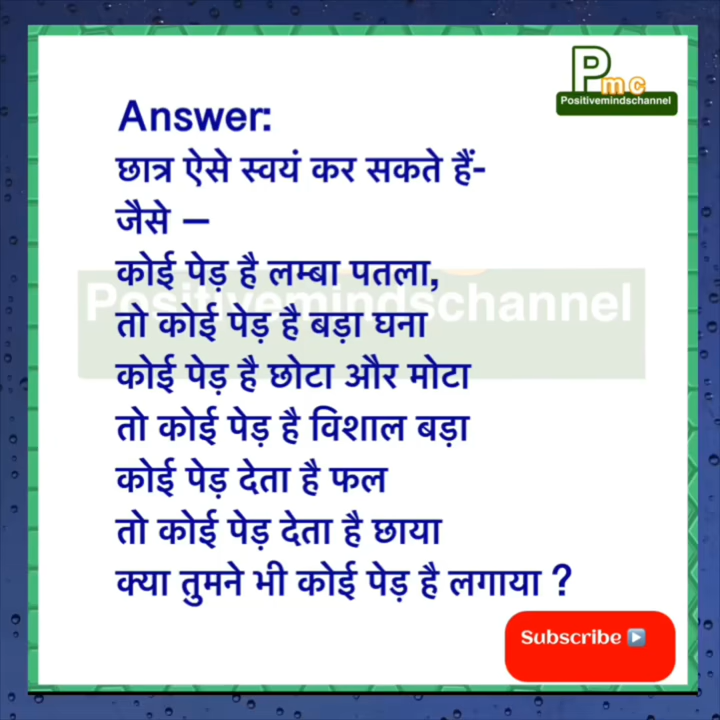 Pmc
Positivemindschannel
Answer:
छात्र ऐसे स्वयं कर सकते हैं-
जैसे –
कोई पेड़ है लम्बा पतला,
Positivemindschannel
तो कोई पेड़ है बड़ा घना
कोई पेड़ है छोटा और मोटा
तो कोई पेड़ है विशाल बड़ा
कोई पेड़ देता है फल
तो कोई पेड़ देता है छाया
क्या तुमने भी कोई पेड़ है लगाया ?
Subscribe